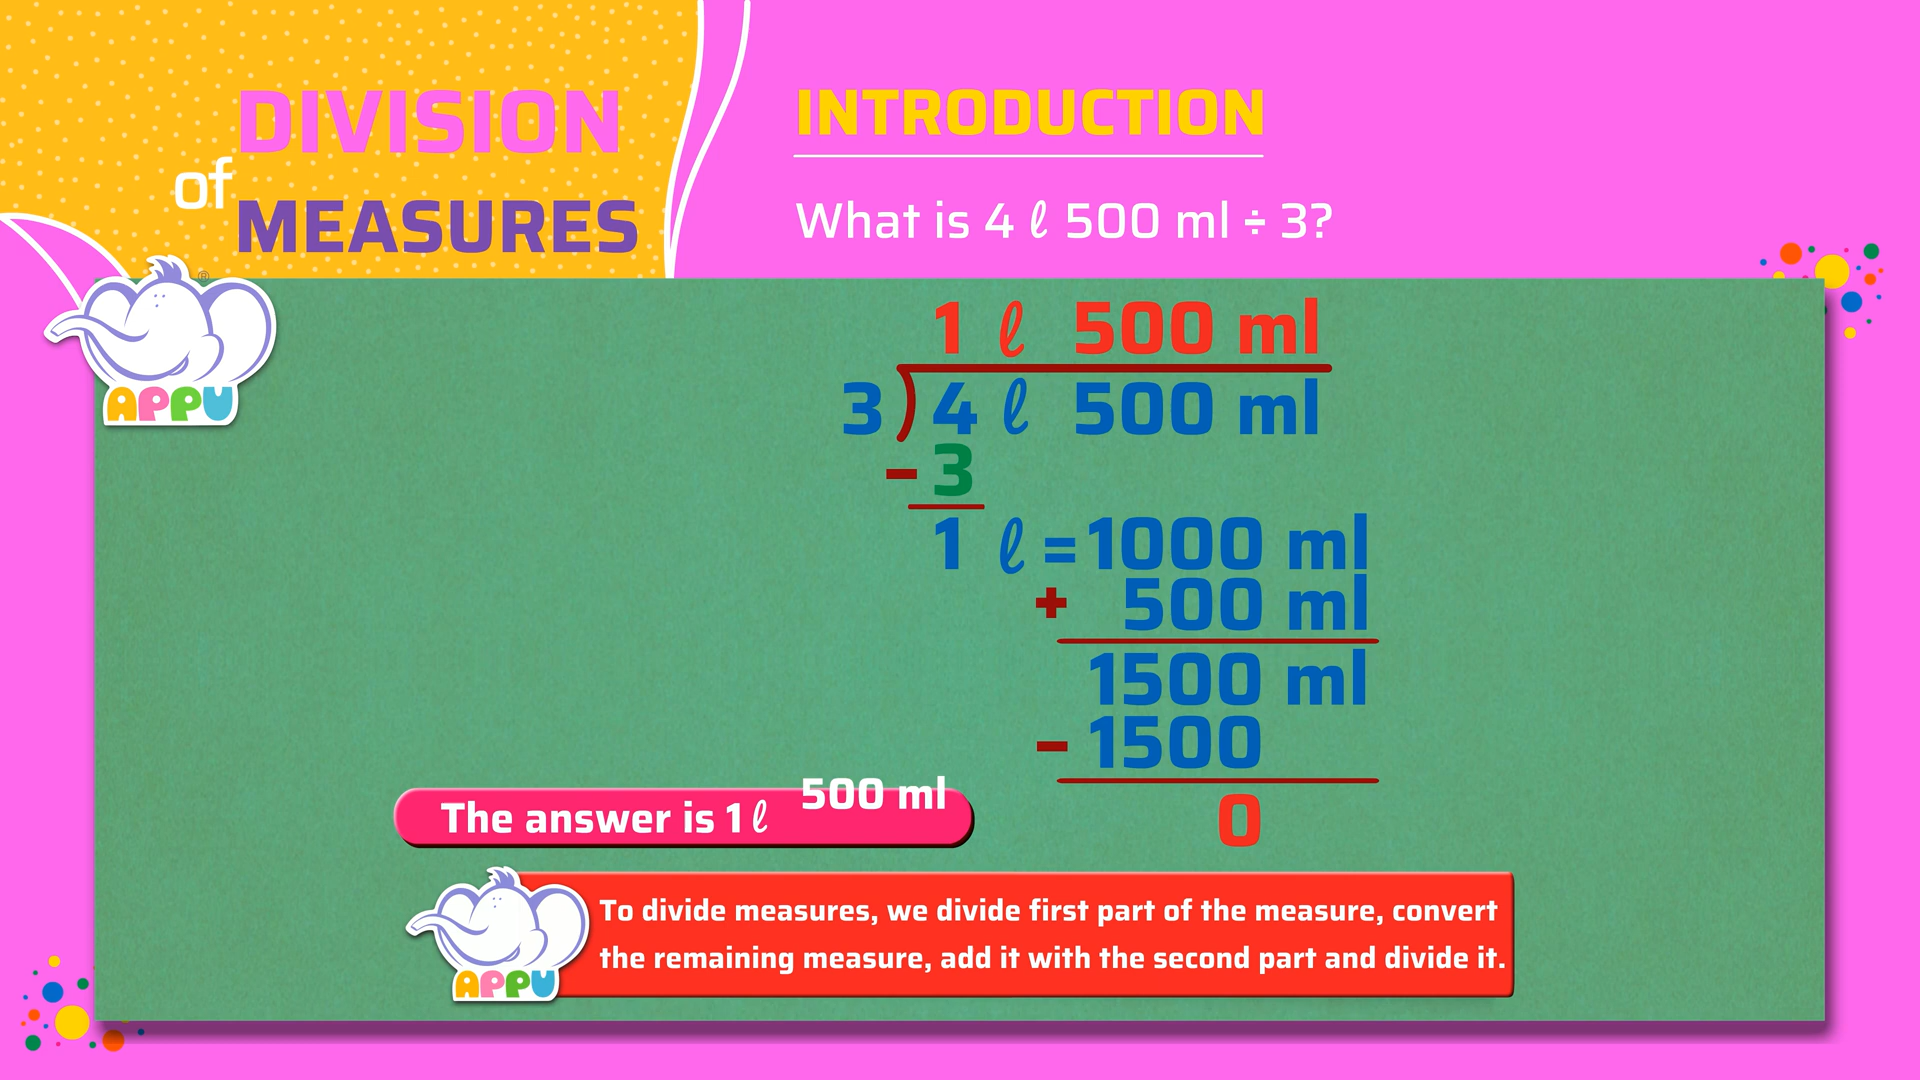 DIVISION
of
MEASURES
INTRODUCTION
What is 4 ℓ 500 ml ÷ 3?
®
APPU
1 ℓ 500 ml
3 ) 4 ℓ 500 ml
- 3
1 ℓ = 1000 ml
+ 500 ml
1500 ml
- 1500
0
The answer is 1 ℓ 500 ml
APPU
To divide measures, we divide first part of the measure, convert
the remaining measure, add it with the second part and divide it.